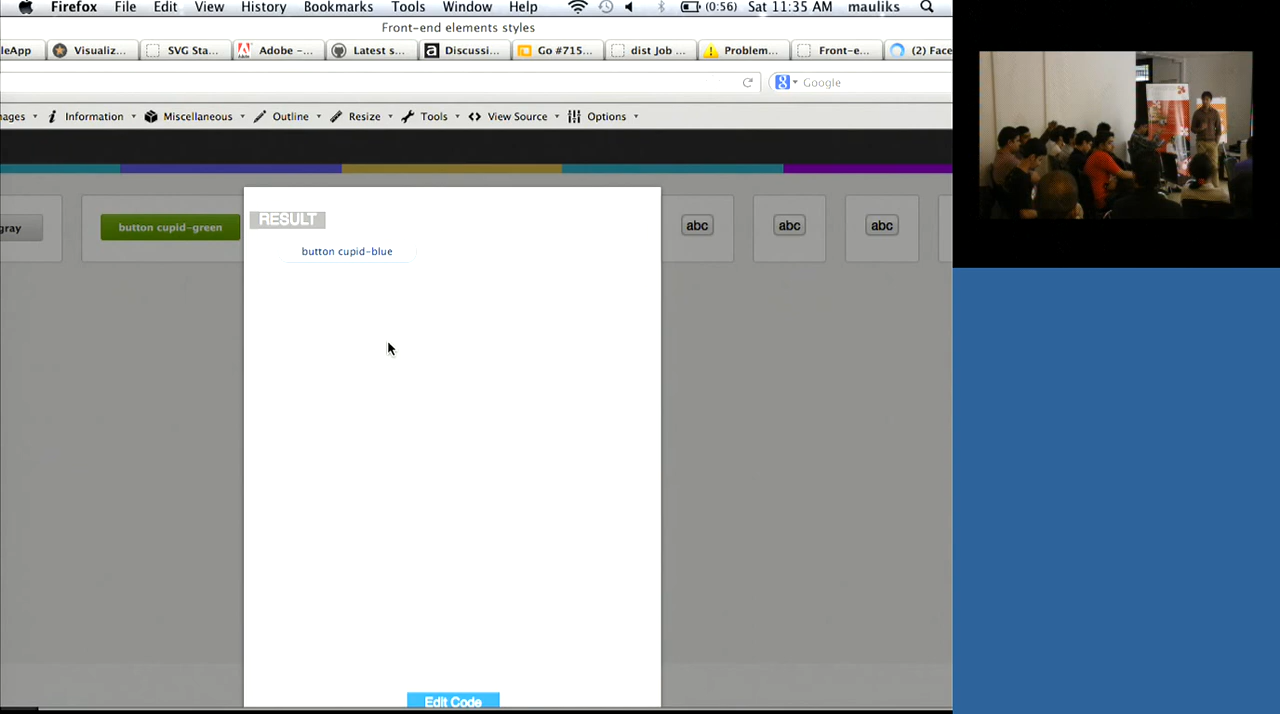 Firefox File Edit View History Bookmarks Tools Window Help (0:56) Sat 11:35 AM mauliks
Front-end elements styles
leApp Visualiz... SVG Sta... Adobe -... Latest s... Discussi... Go #715... dist Job ... Problem... Front-e... (2) Face
Google
nages Information Miscellaneous Outline Resize Tools View Source Options
RESULT
gray button cupid-green abc abc abc
button cupid-blue
Edit Code